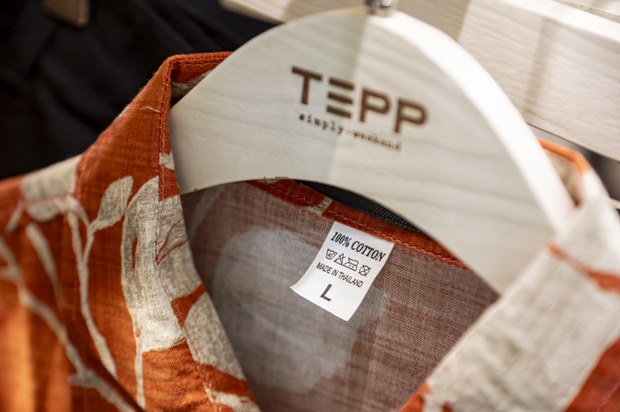 TEPP
simply-weekend
100% COTTON
MADE IN THAILAND
L